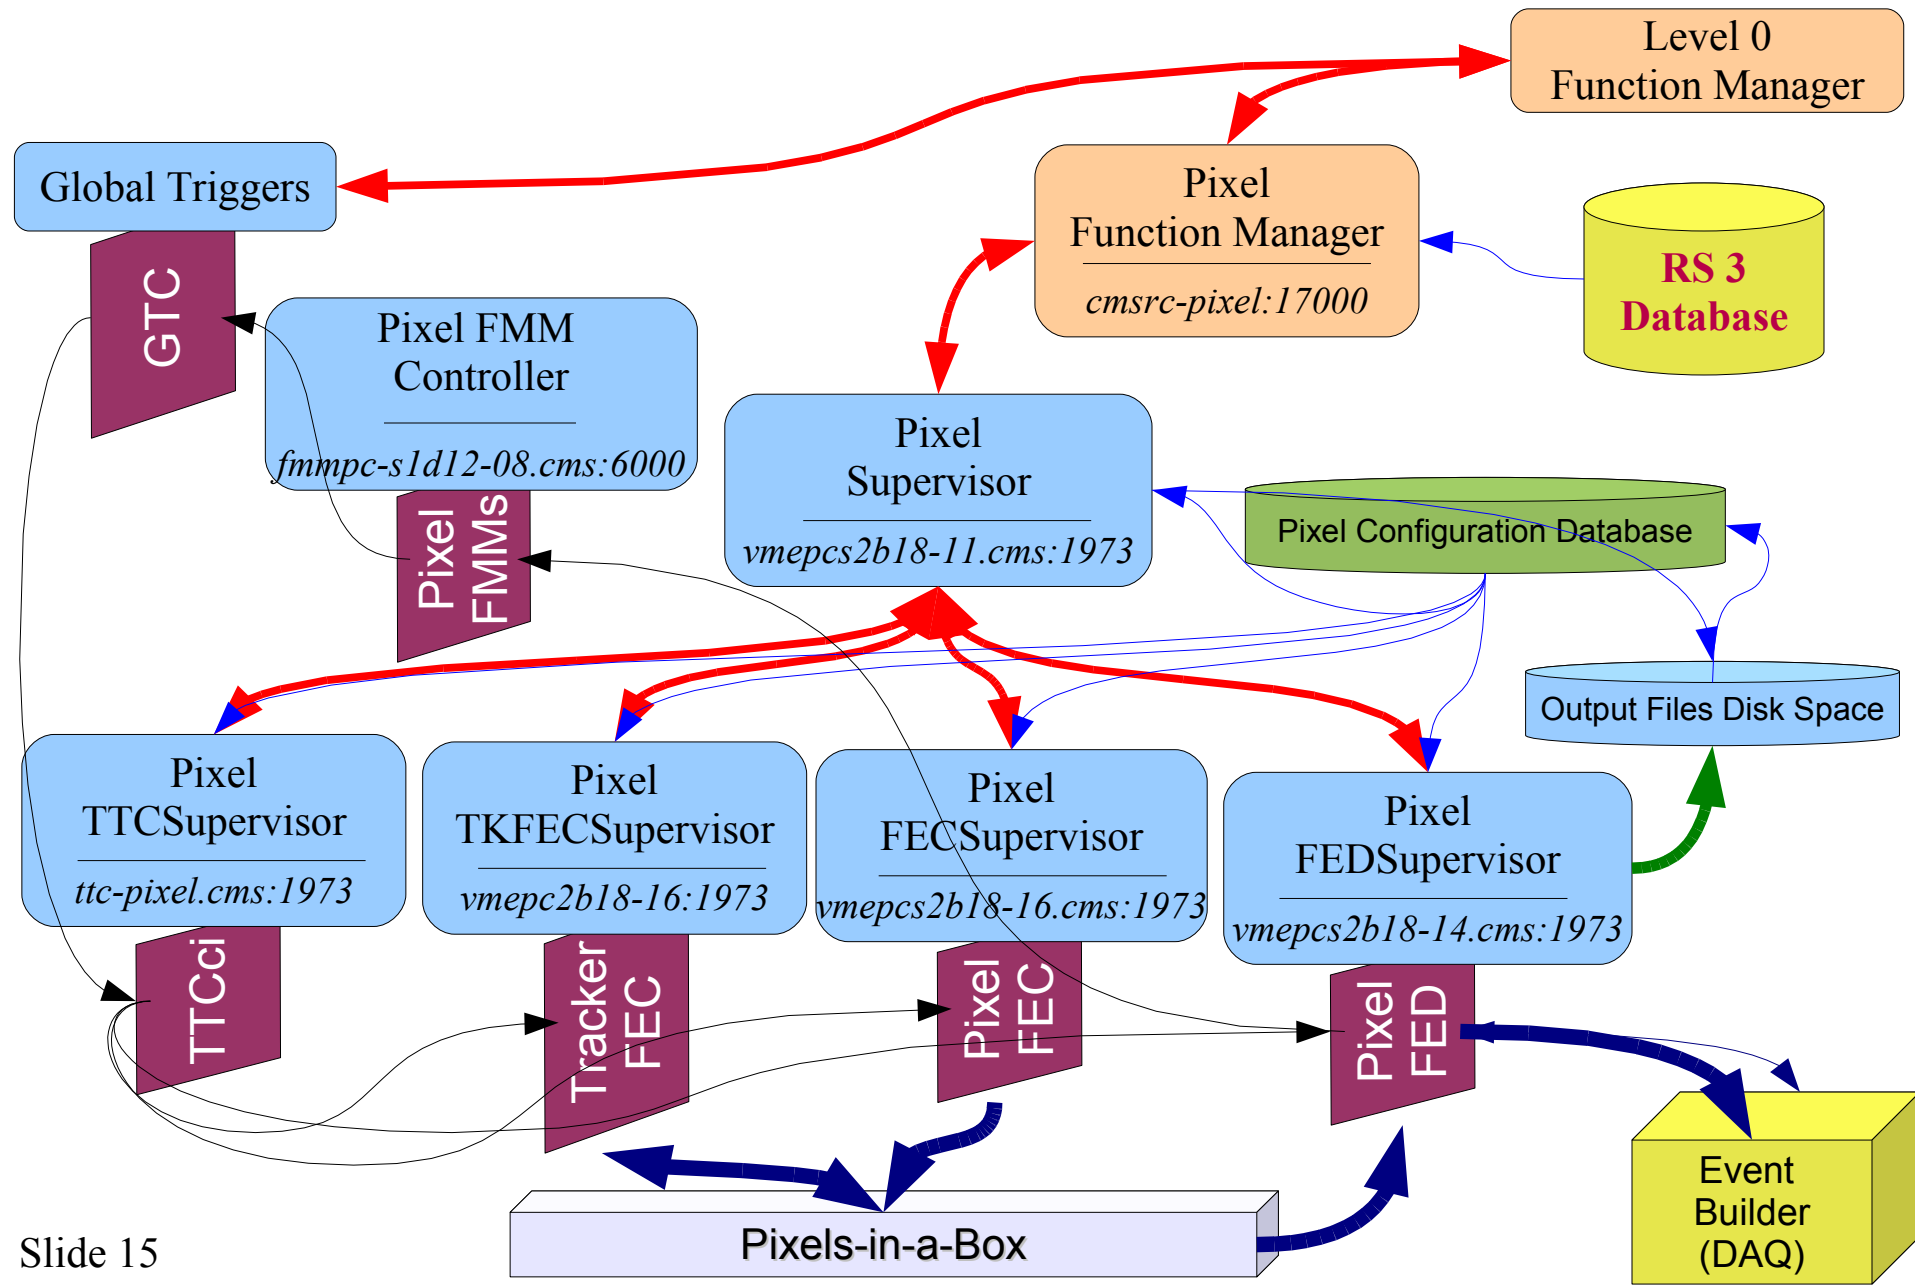 Level 0
Function Manager
Global Triggers
Pixel
Function Manager
cmsrc-pixel:17000
RS 3
Database
GTC
Pixel FMM
Controller
fmmpc-s1d12-08.cms:6000
Pixel
FMMs
Pixel
Supervisor
vmepcs2b18-11.cms:1973
Pixel Configuration Database
Output Files Disk Space
Pixel
TTCSupervisor
ttc-pixel.cms:1973
Pixel
TKFECSupervisor
vmepc2b18-16:1973
Pixel
FECSupervisor
vmepcs2b18-16.cms:1973
Pixel
FEDSupervisor
vmepcs2b18-14.cms:1973
TTCci
Tracker
FEC
Pixel
FEC
Pixel
FED
Pixels-in-a-Box
Event
Builder
(DAQ)
Slide 15